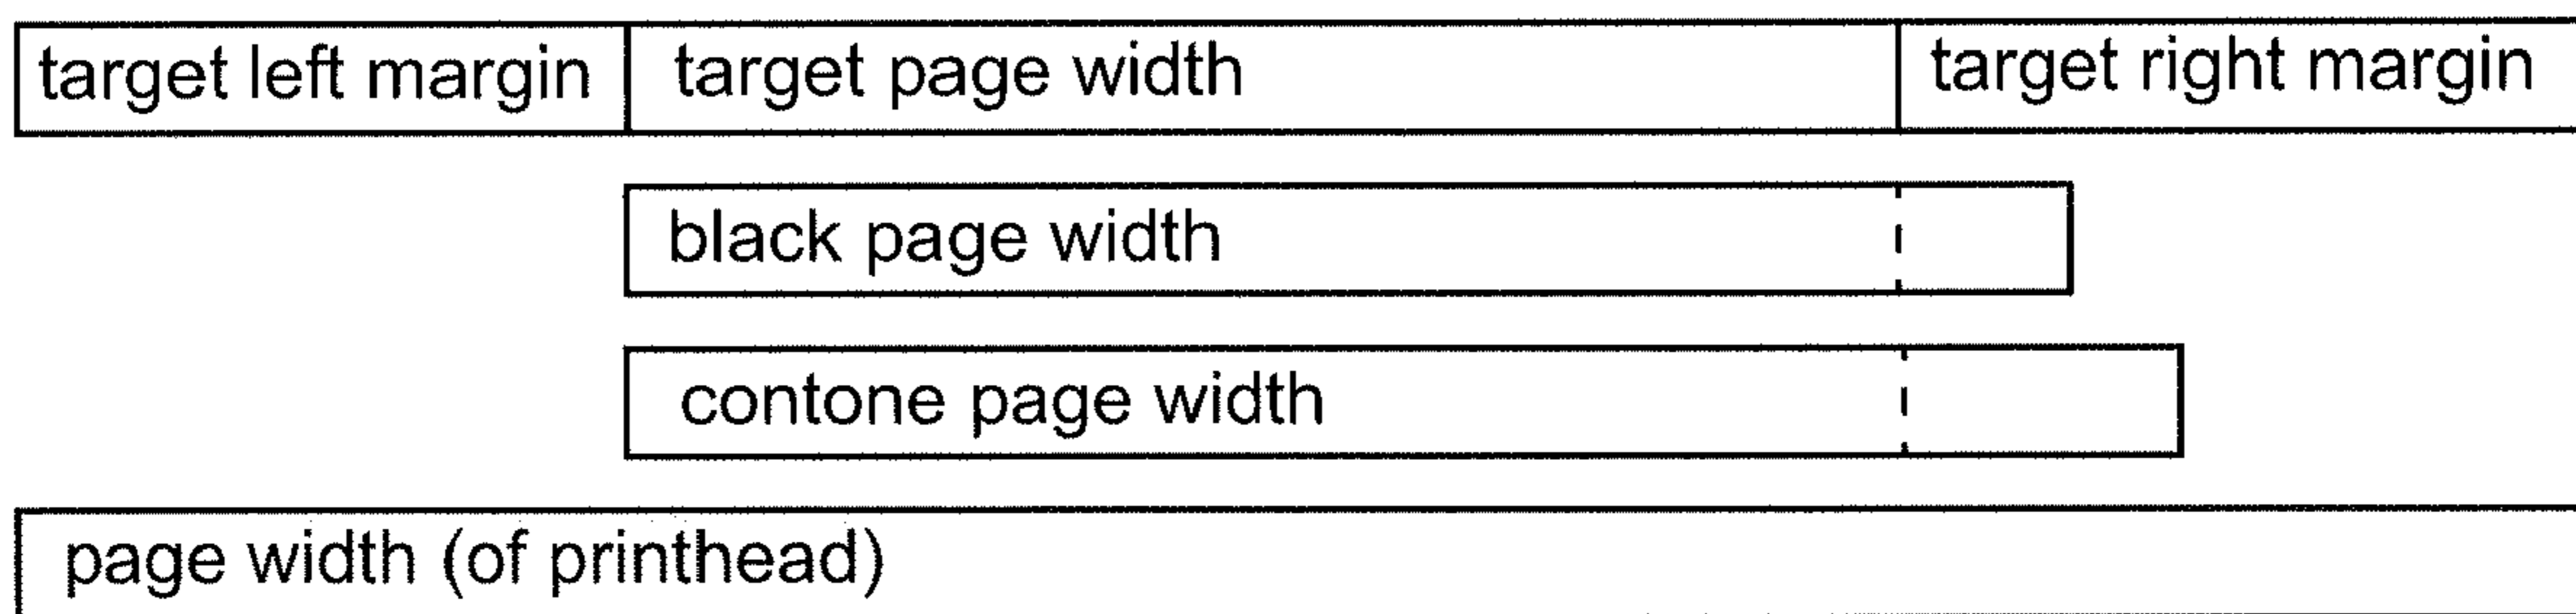 target left margin target page width target right margin
black page width
contone page width
page width (of printhead)